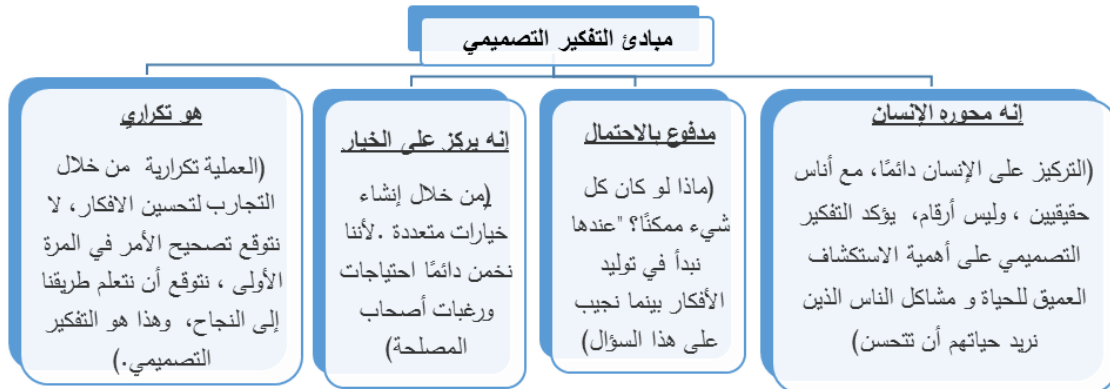 مبادئ التفكير التصميمي
إنه محوره الإنسان
(التركيز على الإنسان دائمًا، مع أناس
حقيقيين ، وليس أرقام، يؤكد التفكير
التصميمي على أهمية الاستكشاف
العميق للحياة و مشاكل الناس الذين
نريد حياتهم أن تتحسن)
مدفوع بالاحتمال
(ماذا لو كان كل
شيء ممكنًا؟ "عندها
نبدأ في توليد
الأفكار بينما نجيب
على هذا السؤال)
إنه يركز على الخيار
(من خلال إنشاء
خيارات متعددة .لأننا
نخمن دائمًا احتياجات
ورغبات أصحاب
المصلحة)
هو تكراري
(العملية تكرارية من خلال
التجارب لتحسين الافكار، لا
نتوقع تصحيح الأمر في المرة
الأولى ، نتوقع أن نتعلم طريقنا
إلى النجاح، وهذا هو التفكير
التصميمي.)